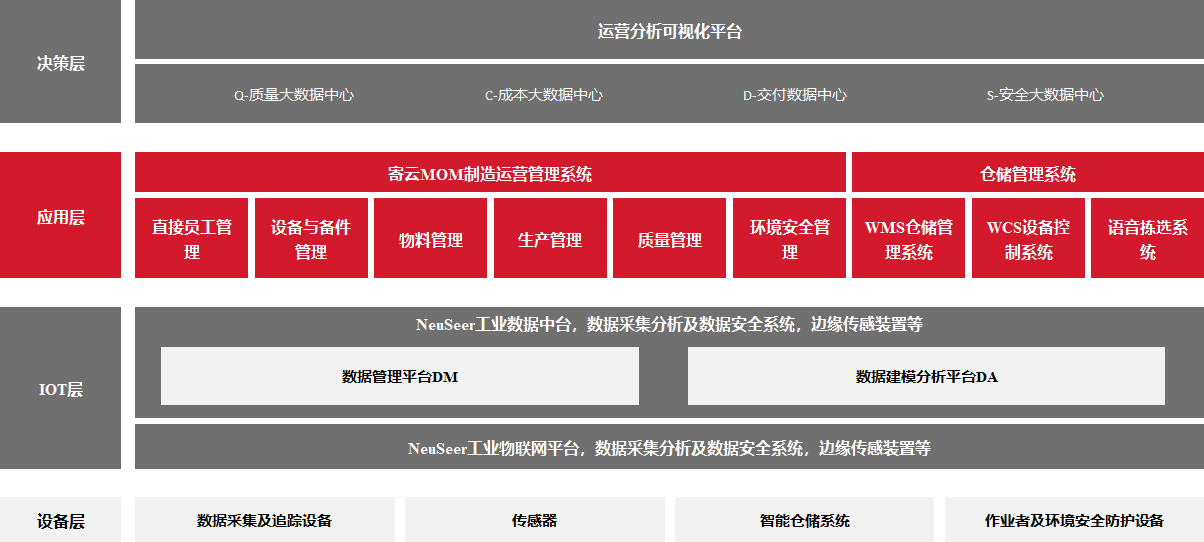 决策层
运营分析可视化平台
Q-质量大数据中心
C-成本大数据中心
D-交付数据中心
S-安全大数据中心
应用层
寄云MOM制造运营管理系统
仓储管理系统
直接员工管
理
设备与备件
管理
物料管理
生产管理
质量管理
环境安全管
理
WMS仓储管
理系统
WCS设备控
制系统
语音拣选系
统
IOT层
NeuSeer工业数据中台，数据采集分析及数据安全系统，边缘传感装置等
数据管理平台DM
数据建模分析平台DA
NeuSeer工业物联网平台，数据采集分析及数据安全系统，边缘传感装置等
设备层
数据采集及追踪设备
传感器
智能仓储系统
作业者及环境安全防护设备